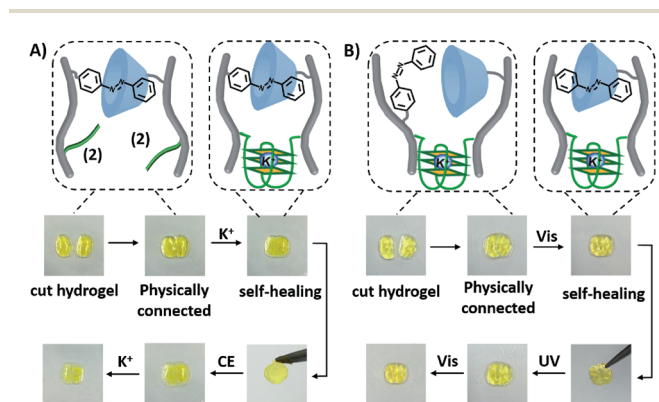 A)
B)
N
N
N
N
N
N
N
N
(2)
(2)
K⁺
K⁺
K⁺
K⁺
Vis
cut hydrogel
Physically
connected
self-healing
cut hydrogel
Physically
connected
self-healing
K⁺
CE
Vis
UV